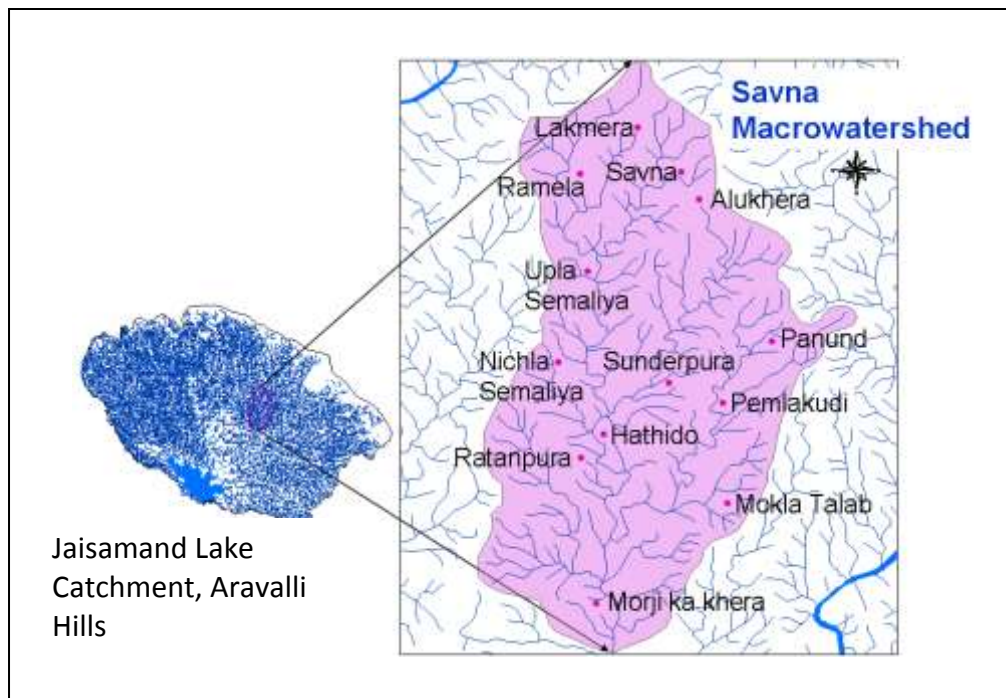 Savna
Macrowatershed
Lakmera
Ramela
Savna
Alukhera
Upla
Semaliya
Panund
Nichla
Semaliya
Sunderpura
Pemlakudi
Hathido
Ratanpura
Mokla Talab
Morji ka khera
Jaisamand Lake
Catchment, Aravalli
Hills